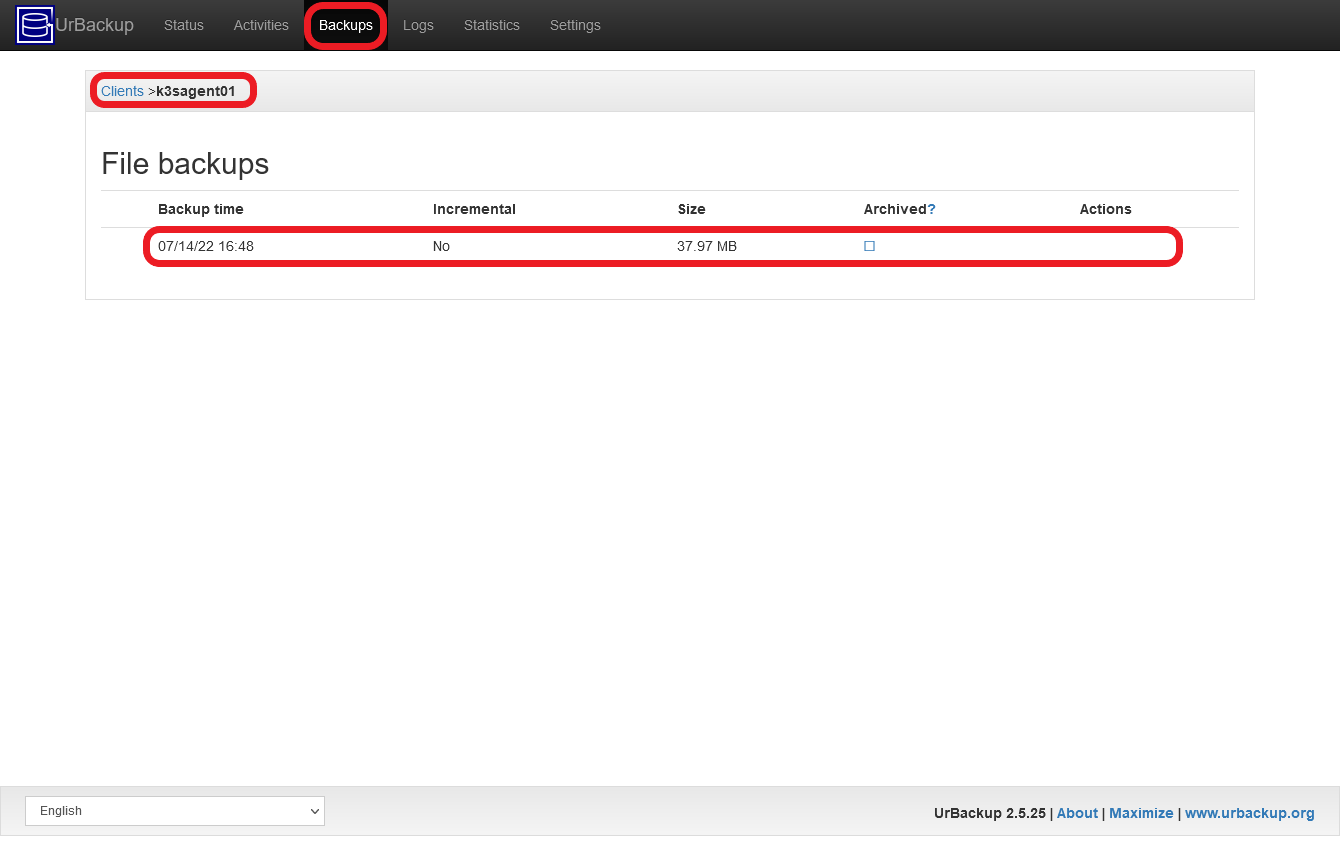 UrBackup Status Activities Backups Logs Statistics Settings
Clients >k3sagent01
File backups
Backup time Incremental Size Archived? Actions
07/14/22 16:48 No 37.97 MB
English UrBackup 2.5.25 | About | Maximize | www.urbackup.org